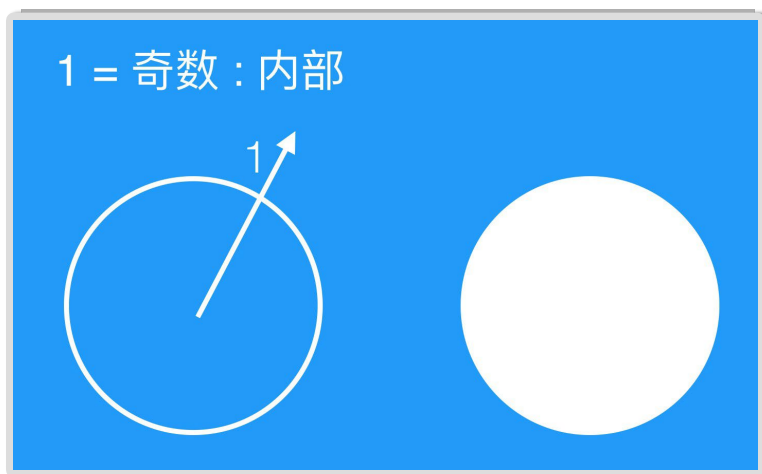 1 = 奇数 : 内部
1